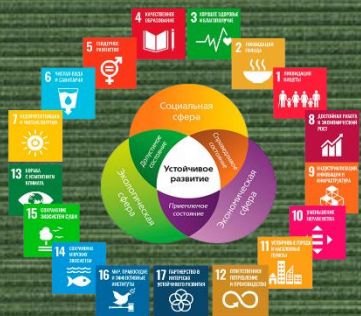 4 КАЧЕСТВЕННОЕ
ОБРАЗОВАНИЕ
3 ХОРОШЕЕ ЗДОРОВЬЕ
И БЛАГОПОЛУЧИЕ
5 ГЕНДЕРНОЕ
РАВЕНСТВО
2 ЛИКВИДАЦИЯ
ГОЛОДА
6 ЧИСТАЯ ВОДА
И САНИТАРИЯ
1 ЛИКВИДАЦИЯ
НИЩЕТЫ
7 НЕДОРОГОСТОЯЩАЯ
И ЧИСТАЯ ЭНЕРГИЯ
8 ДОСТОЙНАЯ РАБОТА
И ЭКОНОМИЧЕСКИЙ
РОСТ
13 БОРЬБА
С ИЗМЕНЕНИЕМ
КЛИМАТА
9 ИНДУСТРИАЛИЗАЦИЯ,
ИННОВАЦИИ И
ИНФРАСТРУКТУРА
15 СОХРАНЕНИЕ
ЭКОСИСТЕМ СУШИ
10 УМЕНЬШЕНИЕ
НЕРАВЕНСТВА
14 СОХРАНЕНИЕ
МОРСКИХ
ЭКОСИСТЕМ
11 УСТОЙЧИВЫЕ ГОРОДА
И НАСЕЛЕННЫЕ
ПУНКТЫ
16 МИР, ПРАВОСУДИЕ
И ЭФФЕКТИВНЫЕ
ИНСТИТУТЫ
17 ПАРТНЕРСТВО В
ИНТЕРЕСАХ
УСТОЙЧИВОГО РАЗВИТИЯ
12 ОТВЕТСТВЕННОЕ
ПОТРЕБЛЕНИЕ
И ПРОИЗВОДСТВО
Социальная
сфера
Допустимое
состояние
Справедливое
состояние
Устойчивое
развитие
Экологическая
сфера
Экономическая
сфера
Приемлемое
состояние